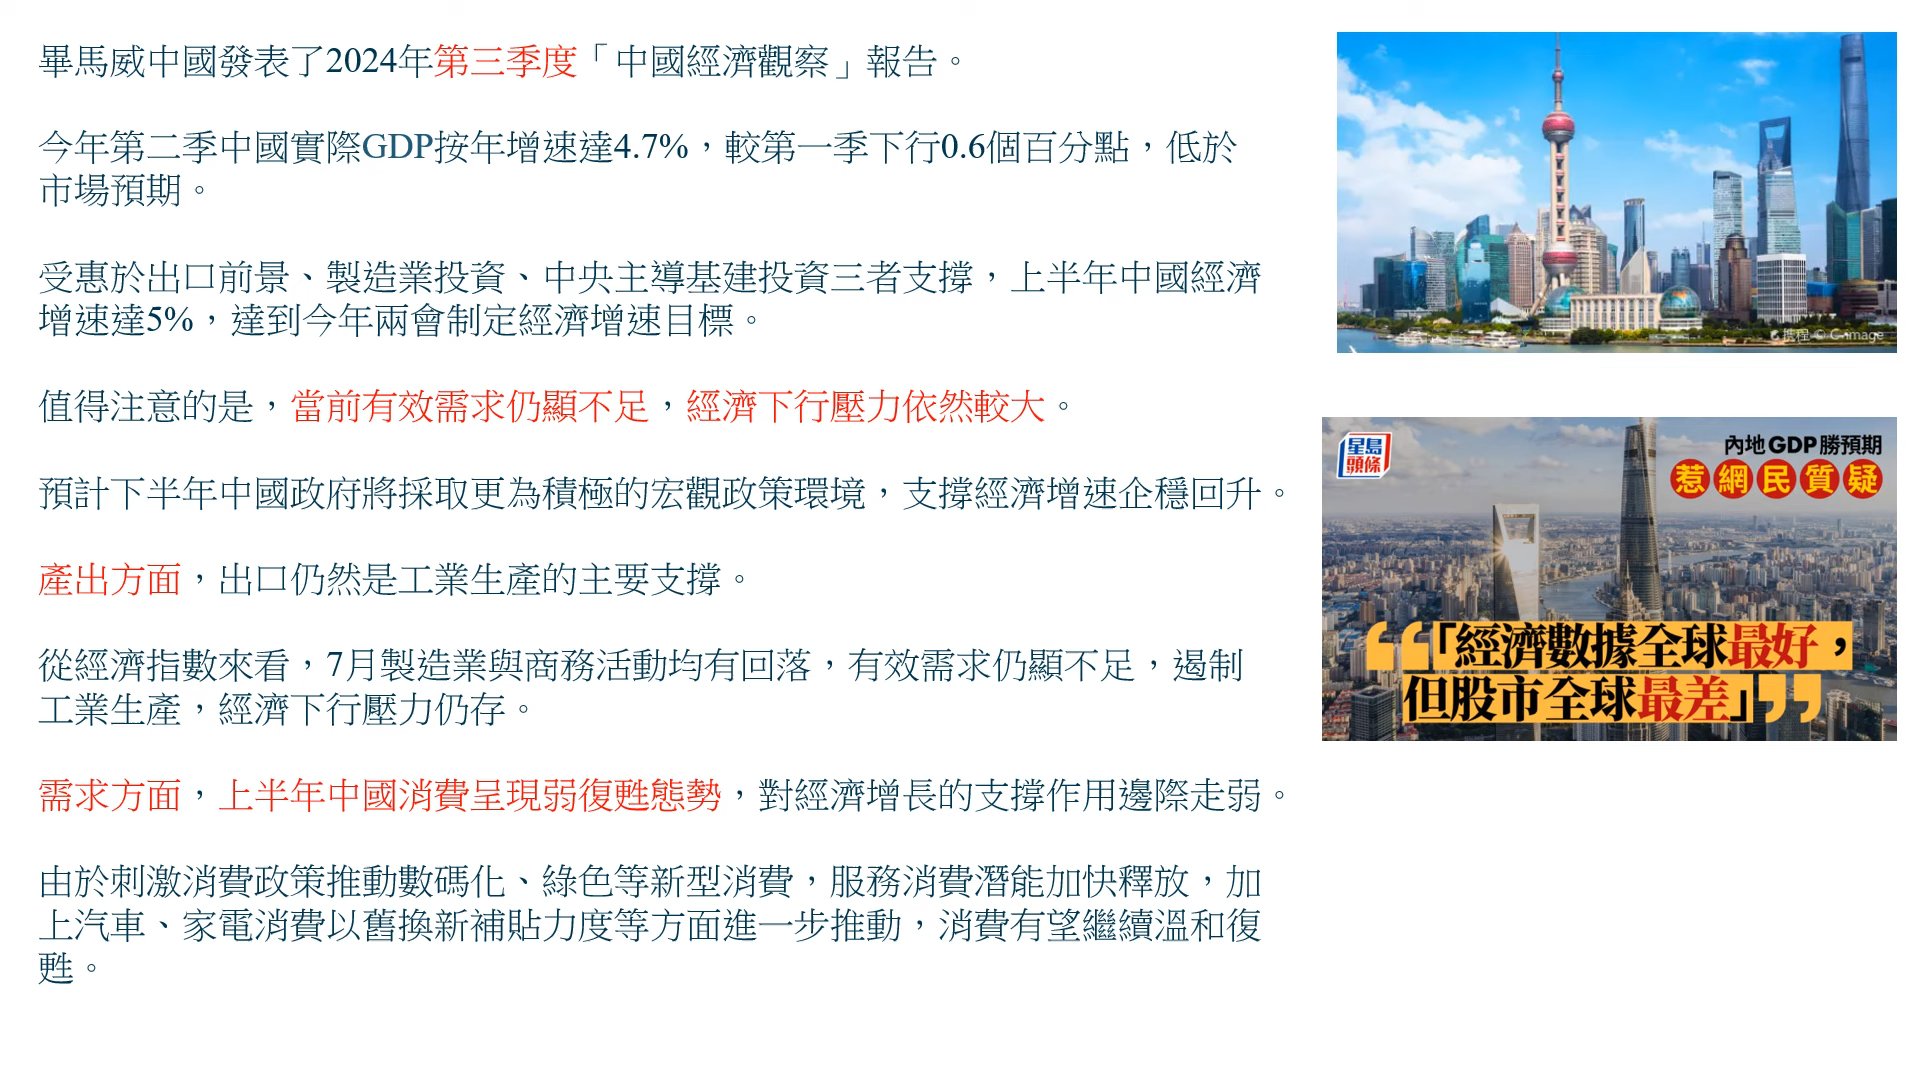 畢馬威中國發表了2024年第三季度「中國經濟觀察」報告。
今年第二季中國實際GDP按年增速達4.7%，較第一季下行0.6個百分點，低於
市場預期。
受惠於出口前景、製造業投資、中央主導基建投資三者支撐，上半年中國經濟
增速達5%，達到今年兩會制定經濟增速目標。
值得注意的是，當前有效需求仍顯不足，經濟下行壓力依然較大。
預計下半年中國政府將採取更為積極的宏觀政策環境，支撐經濟增速企穩回升。
產出方面，出口仍然是工業生產的主要支撐。
從經濟指數來看，7月製造業與商務活動均有回落，有效需求仍顯不足，遏制
工業生產，經濟下行壓力仍存。
需求方面，上半年中國消費呈現弱復甦態勢，對經濟增長的支撐作用邊際走弱。
由於刺激消費政策推動數碼化、綠色等新型消費，服務消費潛能加快釋放，加
上汽車、家電消費以舊換新補貼力度等方面進一步推動，消費有望繼續溫和復
甦。
携程 © C-image
星島
頭條
內地GDP勝預期
惹網民質疑
「經濟數據全球最好，
但股市全球最差」